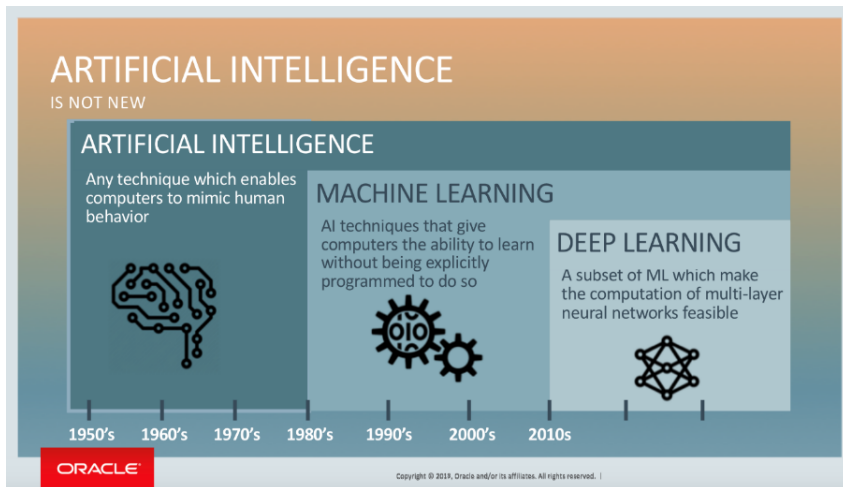 ARTIFICIAL INTELLIGENCE
IS NOT NEW
ARTIFICIAL INTELLIGENCE
Any technique which enables
computers to mimic human
behavior
MACHINE LEARNING
AI techniques that give
computers the ability to learn
without being explicitly
programmed to do so
OIO
DEEP LEARNING
A subset of ML which make
the computation of multi-layer
neural networks feasible
1950's 1960's 1970's 1980's 1990's 2000's 2010s
ORACLE®
Copyright © 2019, Oracle and/or its affiliates. All rights reserved. |